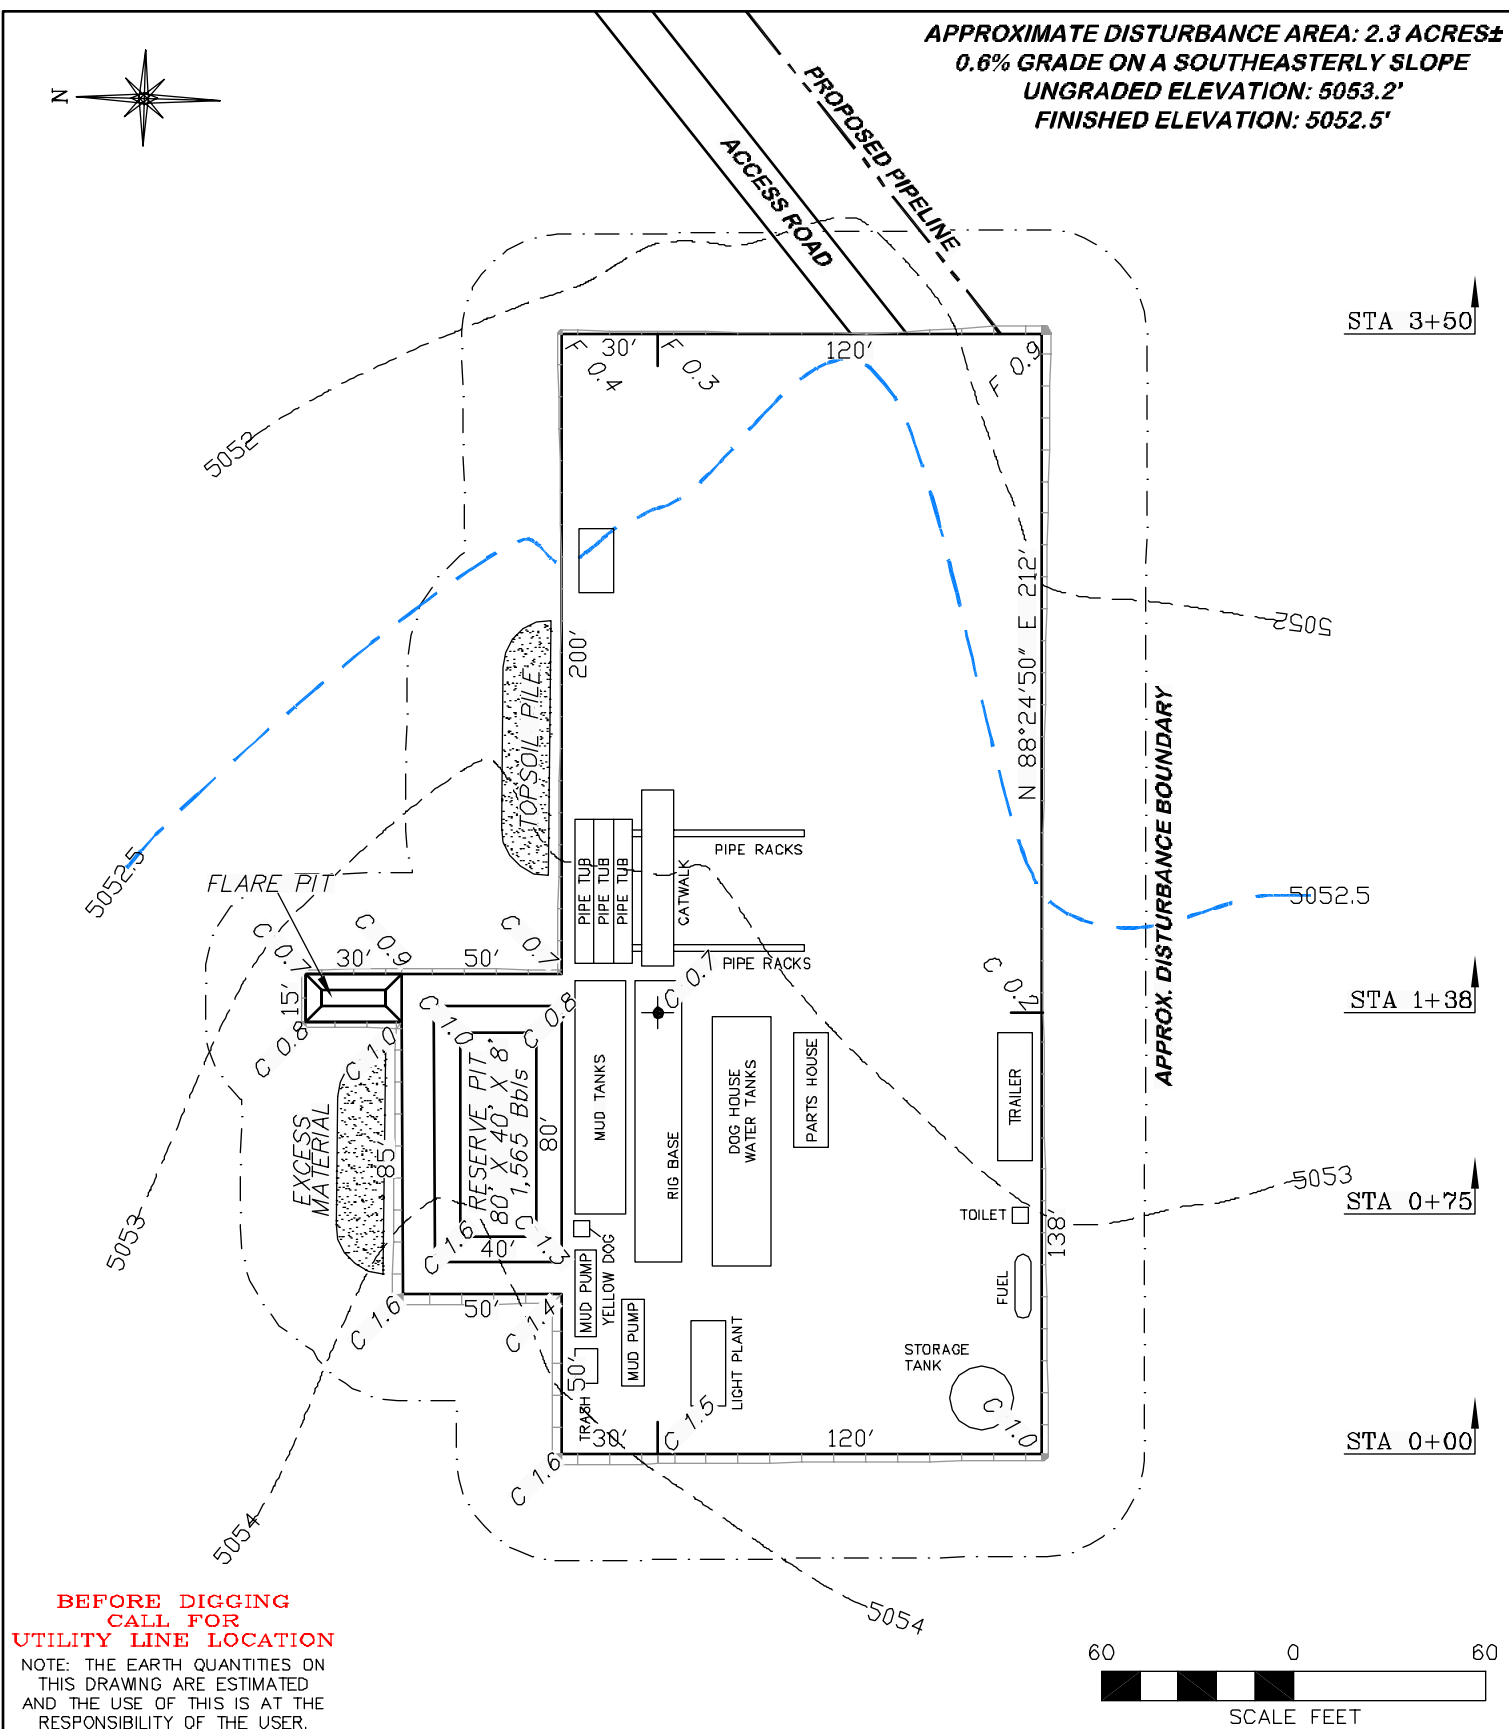 APPROXIMATE DISTURBANCE AREA: 2.3 ACRES±
0.6% GRADE ON A SOUTHEASTERLY SLOPE
UNGRADED ELEVATION: 5053.2'
FINISHED ELEVATION: 5052.5'
N
PROPOSED PIPELINE
ACCESS ROAD
STA 3+50
30'
120'
F 0.4
F 0.3
F 0.9
5052
5052
200'
N 88°24'50" E 212'
TOPSOIL PILE
APPROX. DISTURBANCE BOUNDARY
5052.5
5052.5
PIPE RACKS
PIPE TUB
PIPE TUB
PIPE TUB
CATWALK
PIPE RACKS
FLARE PIT
C 0.7
C 0.9
C 0.7
30'
50'
15'
C 0.8
C 1.0
C 1.0
C 0.8
C 0.7
C 0.2
STA 1+38
EXCESS
MATERIAL
85'
RESERVE PIT
80' X 40' X 8'
1,565 Bbls
80'
40'
C 1.6
C 1.3
MUD TANKS
RIG BASE
DOG HOUSE
WATER TANKS
PARTS HOUSE
TRAILER
5053
5053
STA 0+75
TOILET
138'
FUEL
YELLOW DOG
MUD PUMP
MUD PUMP
LIGHT PLANT
STORAGE
TANK
C 1.6
50'
C 1.4
50'
TRASH
30'
C 1.5
120'
C 1.0
C 1.6
STA 0+00
5054
5054
BEFORE DIGGING
CALL FOR
UTILITY LINE LOCATION
NOTE: THE EARTH QUANTITIES ON
THIS DRAWING ARE ESTIMATED
AND THE USE OF THIS IS AT THE
RESPONSIBILITY OF THE USER.
60 0 60
SCALE FEET